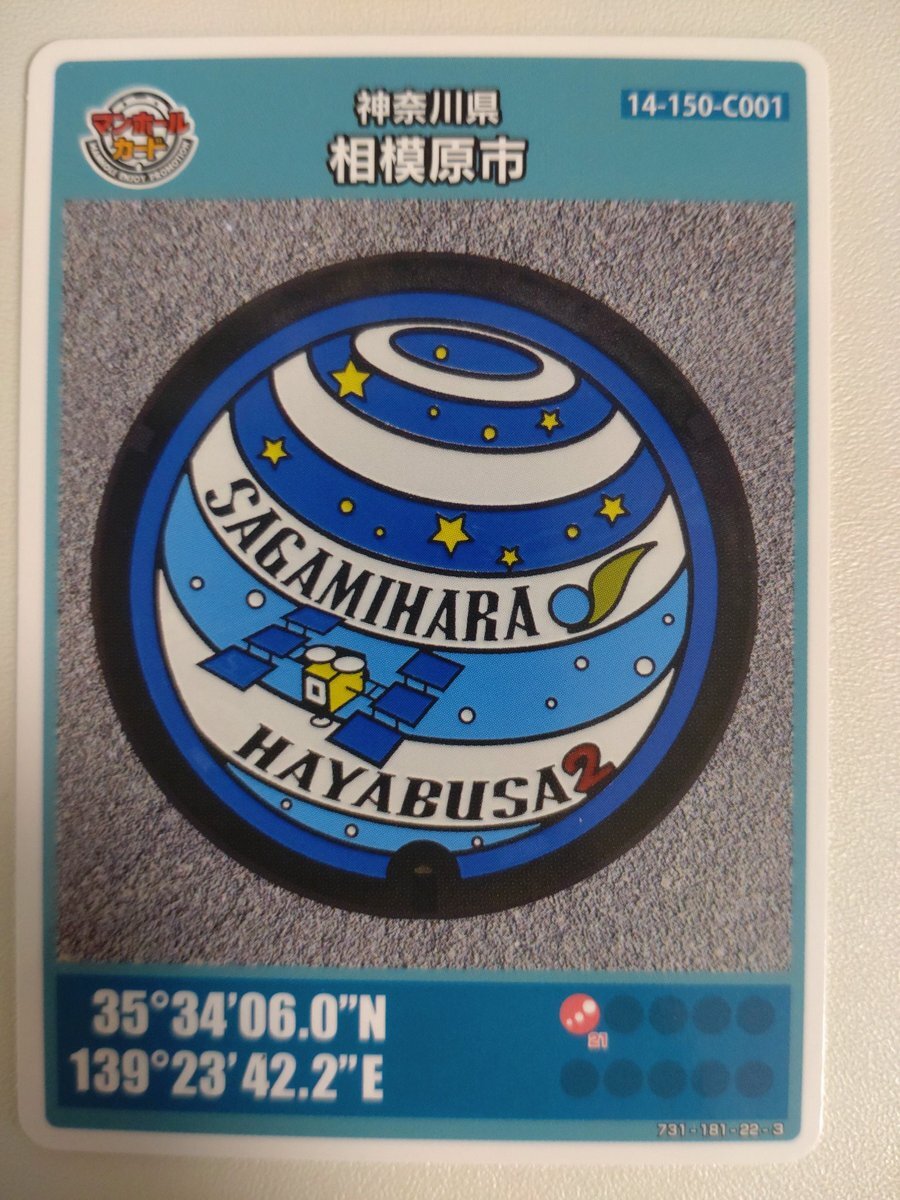 マンホール
カード
神奈川県
相模原市
14-150-C001
SAGAMIHARA
HAYABUSA2
35°34'06.0"N
139°23'42.2"E
731-181-22-3